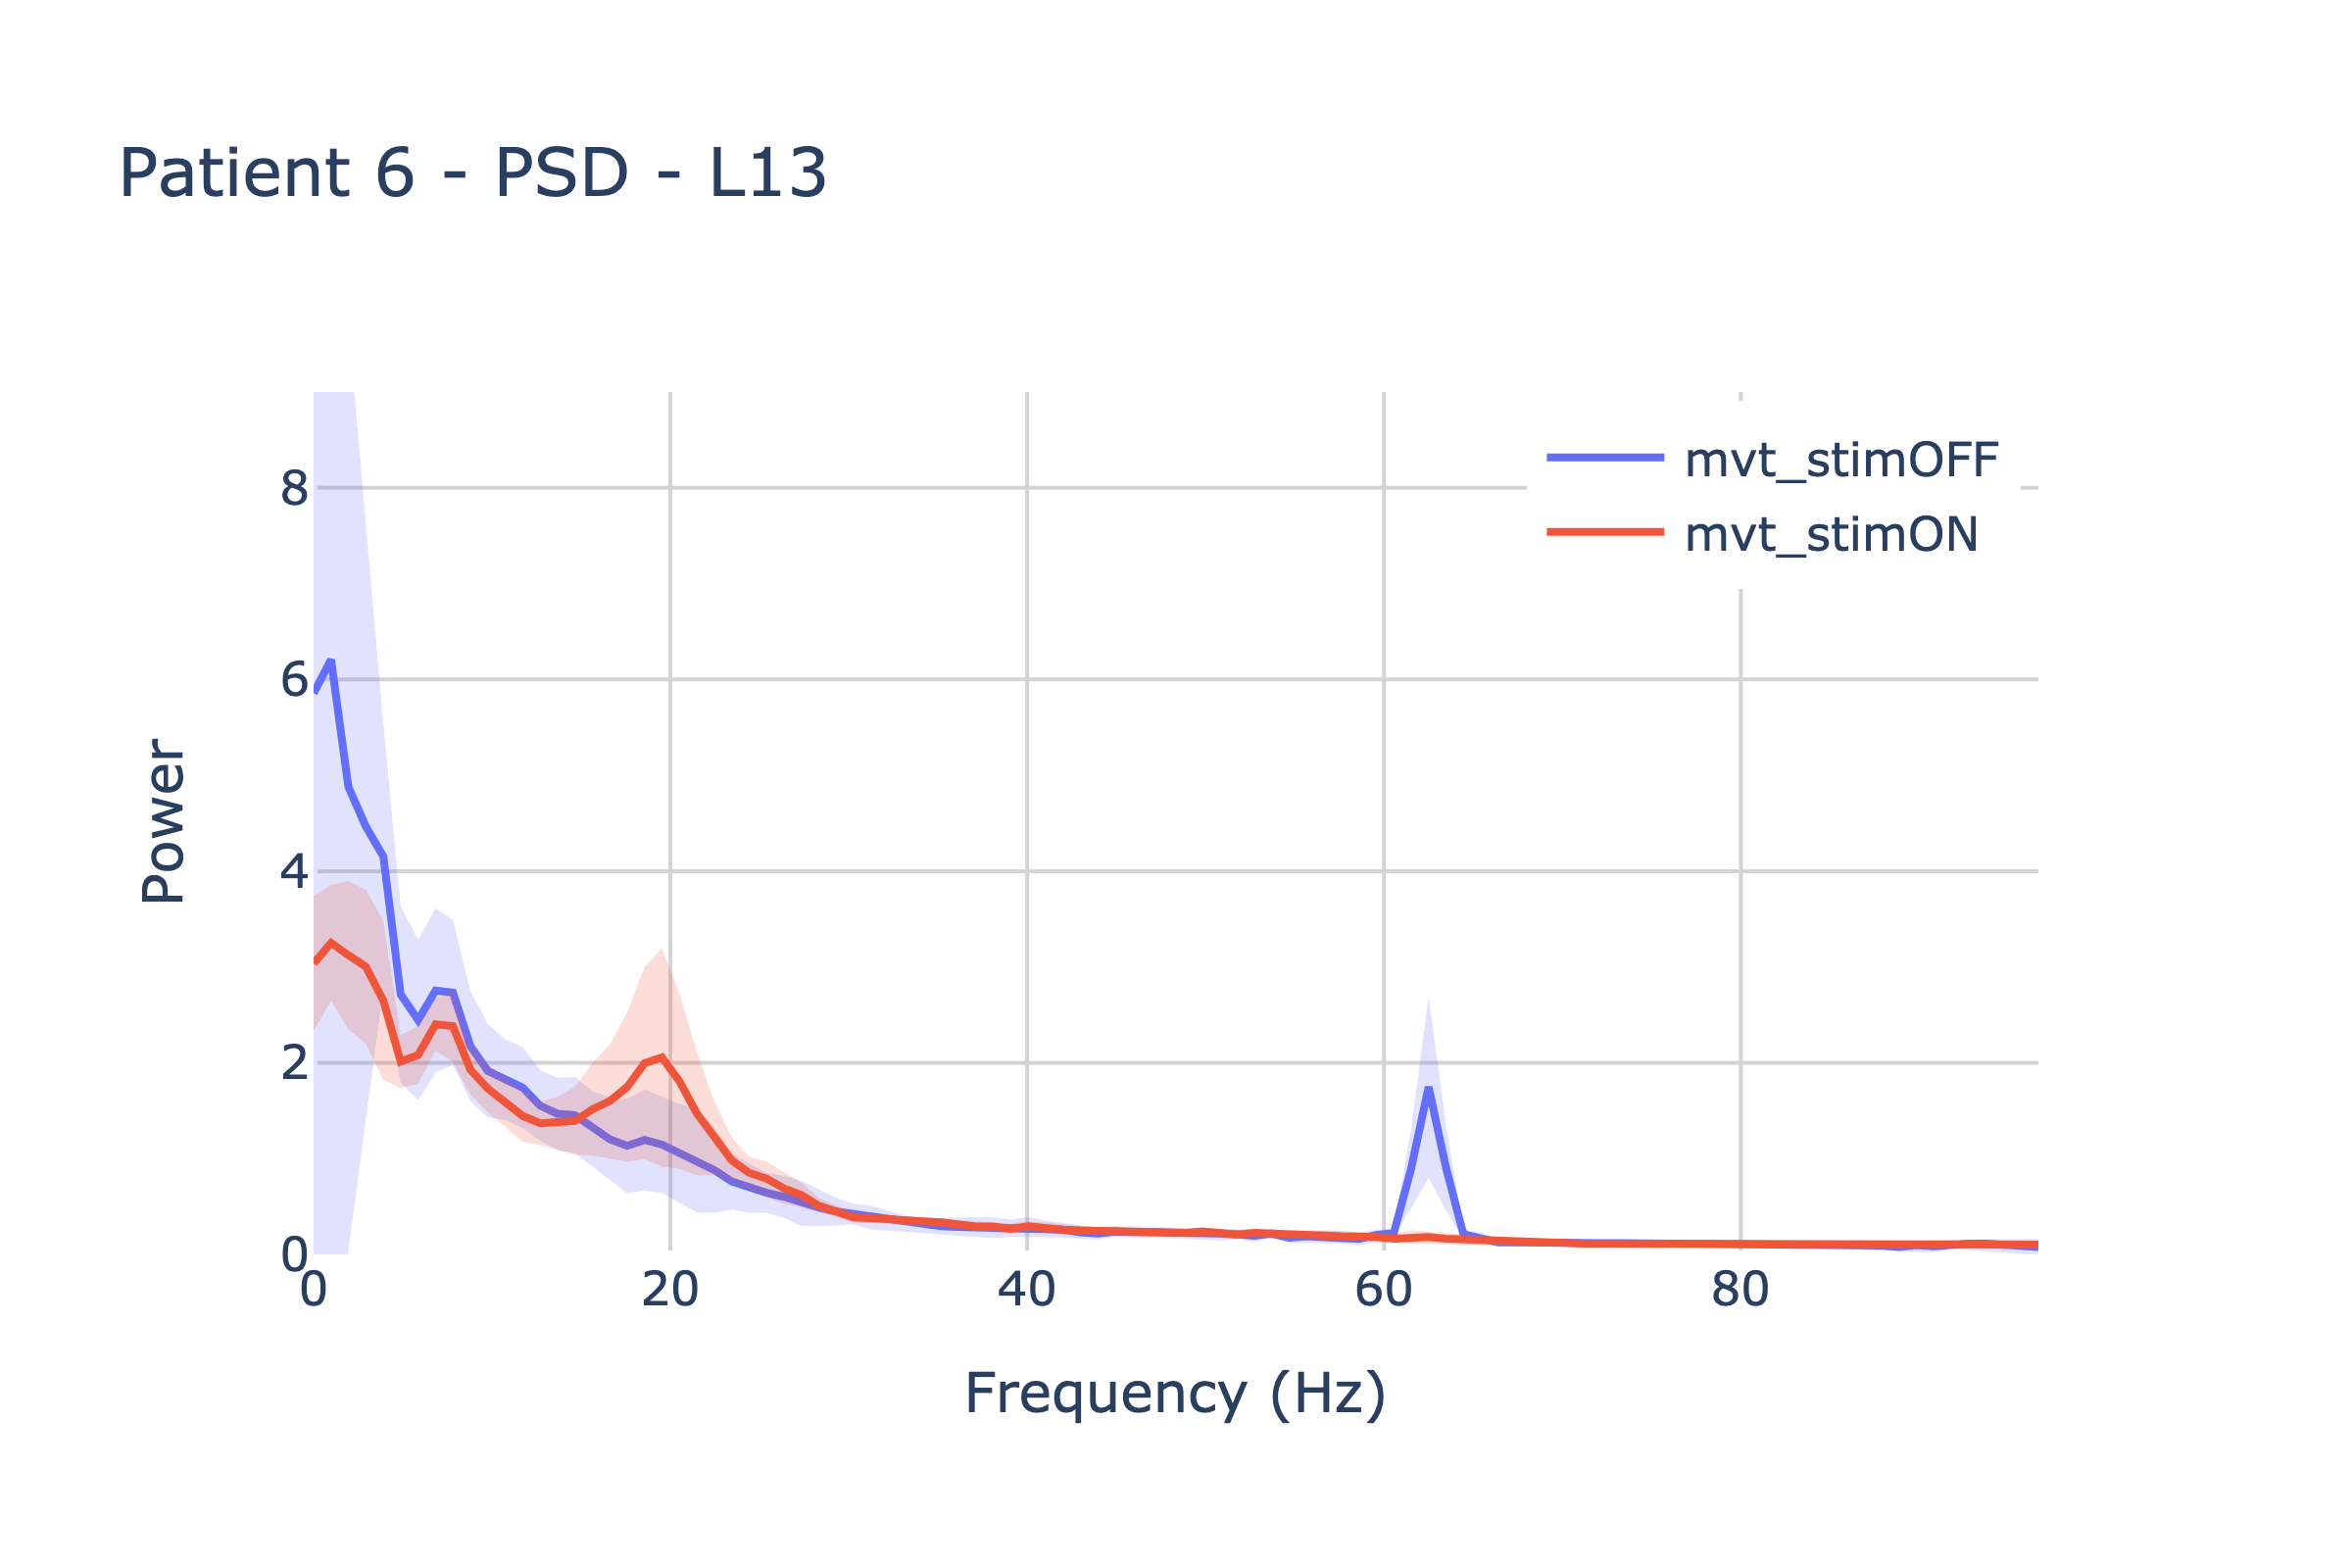 Patient 6 - PSD - L13
mvt_stimOFF
mvt_stimON
Power
8
6
4
2
0
0 20 40 60 80
Frequency (Hz)